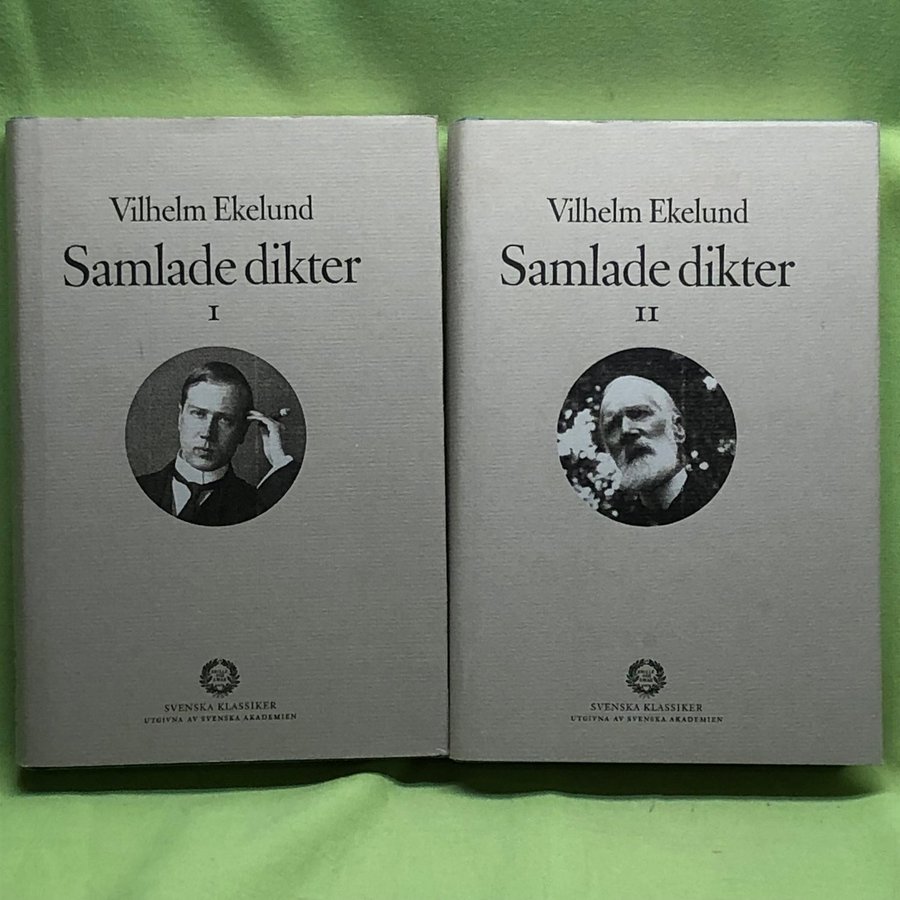 Vilhelm Ekelund
Samlade dikter
I
SVENSKA KLASSIKER
UTGIVNA AV SVENSKA AKADEMIEN
Vilhelm Ekelund
Samlade dikter
II
SVENSKA KLASSIKER
UTGIVNA AV SVENSKA AKADEMIEN